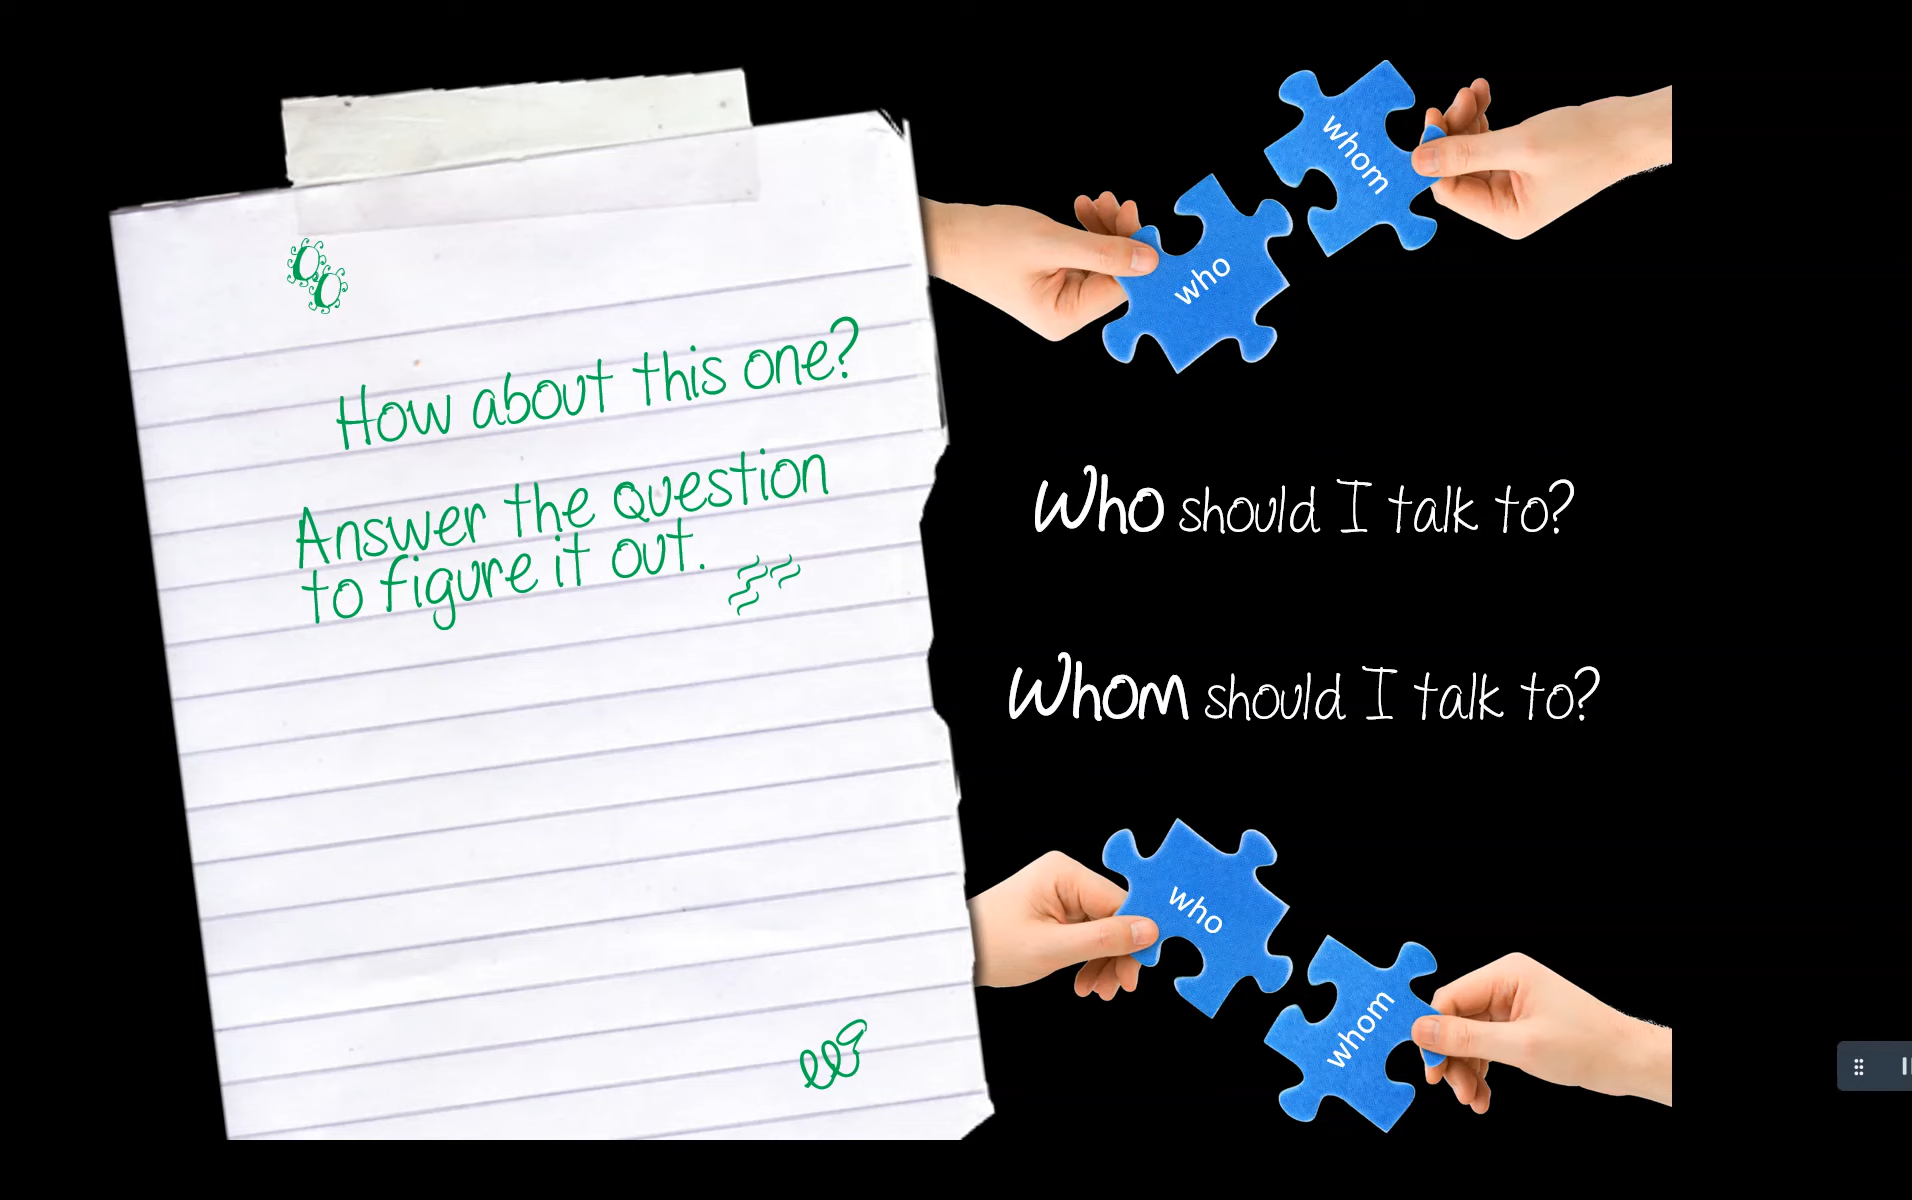 How about this one?
Answer the question
to figure it out.
whom
who
Who should I talk to?
Whom should I talk to?
who
whom